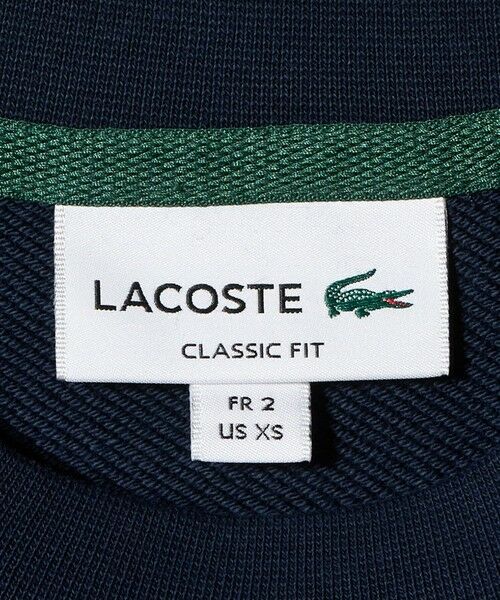 LACOSTE
CLASSIC FIT
FR 2
US XS